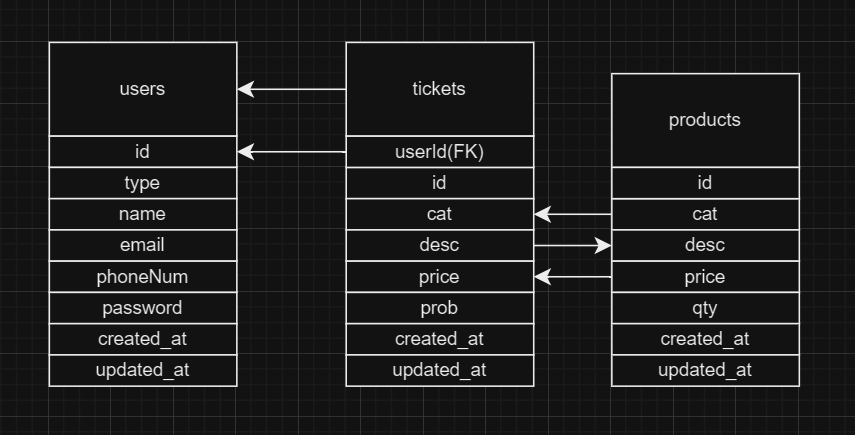 users
id
type
name
email
phoneNum
password
created_at
updated_at
tickets
userId(FK)
id
cat
desc
price
prob
created_at
updated_at
products
id
cat
desc
price
qty
created_at
updated_at